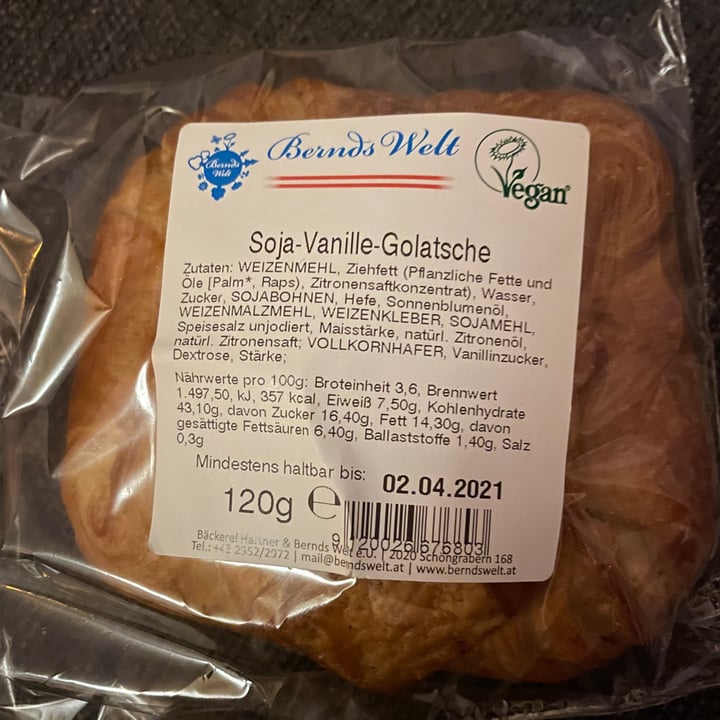 Bernds
Welt
Bernds Welt
Vegan®
Soja-Vanille-Golatsche
Zutaten: WEIZENMEHL, Ziehfett (Pflanzliche Fette und
Öle [Palm*, Raps), Zitronensaftkonzentrat), Wasser,
Zucker, SOJABOHNEN, Hefe, Sonnenblumenöl,
WEIZENMALZMEHL, WEIZENKLEBER, SOJAMEHL,
Speisesalz unjodiert, Maisstärke, natürl. Zitronenöl,
natürl. Zitronensaft; VOLLKORNHAFER, Vanillinzucker,
Dextrose, Stärke;
Nährwerte pro 100g: Broteinheit 3,6, Brennwert
1.497,50, kJ, 357 kcal, Eiweiß 7,50g, Kohlenhydrate
43,10g, davon Zucker 16,40g, Fett 14,30g, davon
gesättigte Fettsäuren 6,40g, Ballaststoffe 1,40g, Salz
0,3g
Mindestens haltbar bis: 02.04.2021
120g ℮
9 120026 676803
Bäckerei & Bernds Welt e.U. | 2020 Schöngrabern 168
Tel.: +43 2952/2972 | mail@berndswelt.at | www.berndswelt.at